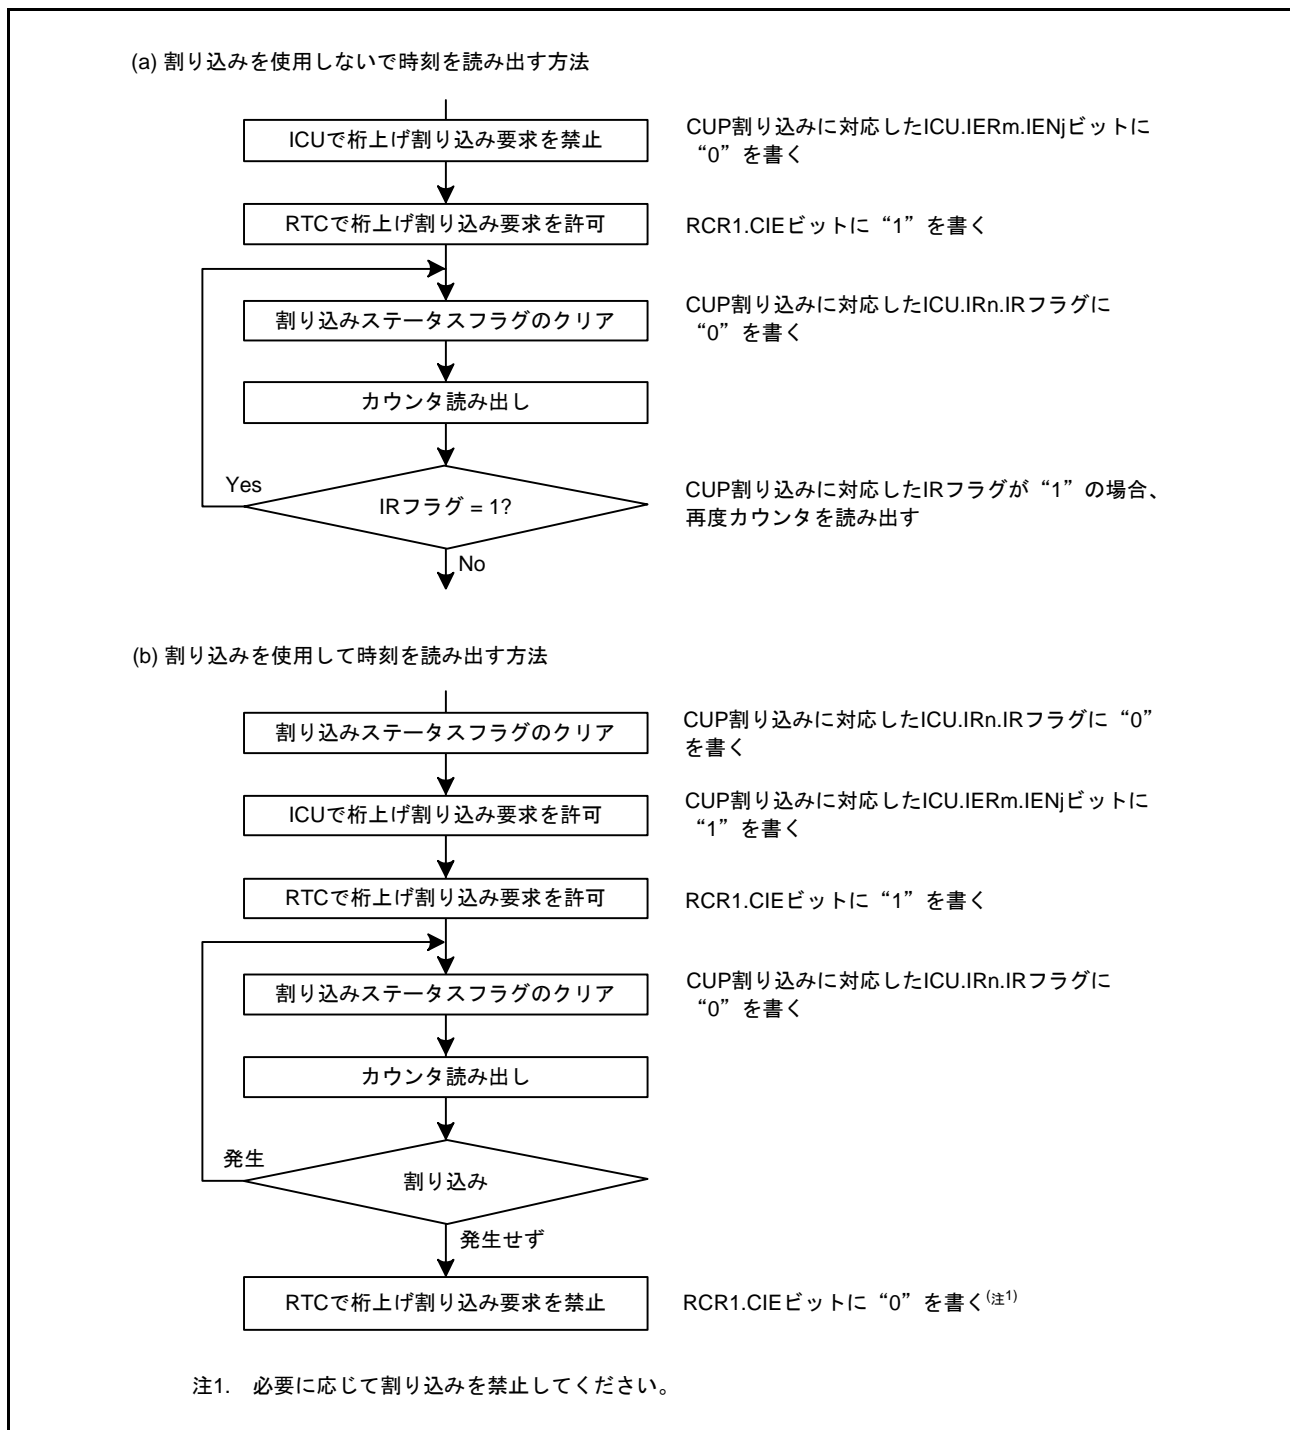 (a) 割り込みを使用しないで時刻を読み出す方法
ICUで桁上げ割り込み要求を禁止
CUP割り込みに対応したICU.IERm.IENjビットに
“0”を書く
RTCで桁上げ割り込み要求を許可
RCR1.CIEビットに“1”を書く
割り込みステータスフラグのクリア
CUP割り込みに対応したICU.IRn.IRフラグに
“0”を書く
カウンタ読み出し
Yes
IRフラグ = 1?
CUP割り込みに対応したIRフラグが“1”の場合、
再度カウンタを読み出す
No
(b) 割り込みを使用して時刻を読み出す方法
割り込みステータスフラグのクリア
CUP割り込みに対応したICU.IRn.IRフラグに“0”
を書く
ICUで桁上げ割り込み要求を許可
CUP割り込みに対応したICU.IERm.IENjビットに
“1”を書く
RTCで桁上げ割り込み要求を許可
RCR1.CIEビットに“1”を書く
割り込みステータスフラグのクリア
CUP割り込みに対応したICU.IRn.IRフラグに
“0”を書く
カウンタ読み出し
発生
割り込み
発生せず
RTCで桁上げ割り込み要求を禁止
RCR1.CIEビットに“0”を書く(注1)
注1. 必要に応じて割り込みを禁止してください。